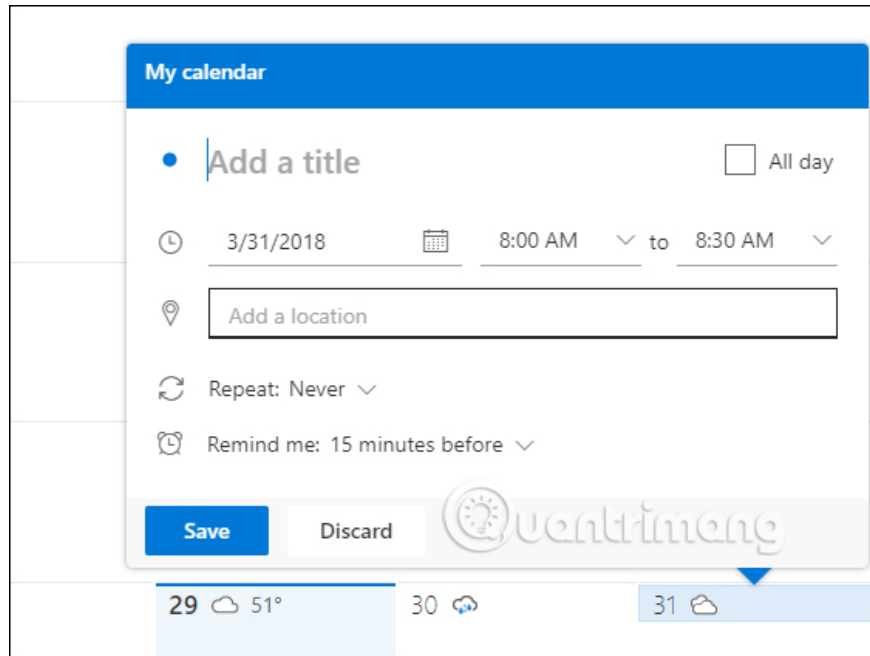 My calendar
Add a title
All day
3/31/2018 8:00 AM to 8:30 AM
Add a location
Repeat: Never
Remind me: 15 minutes before
Save Discard
Quantrimang
29 51° 30 31